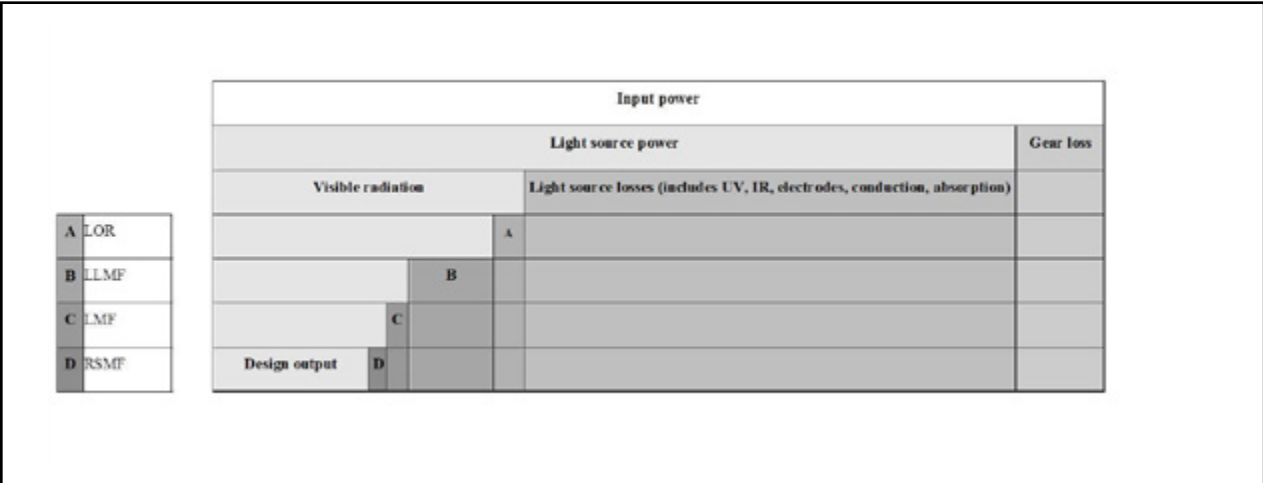 Input power
Light source power Gear loss
Visible radiation Light source losses (includes UV, IR, electrodes, conduction, absorption)
A LOR A
B LLMF B
C LMF C
D RSMF Design output D